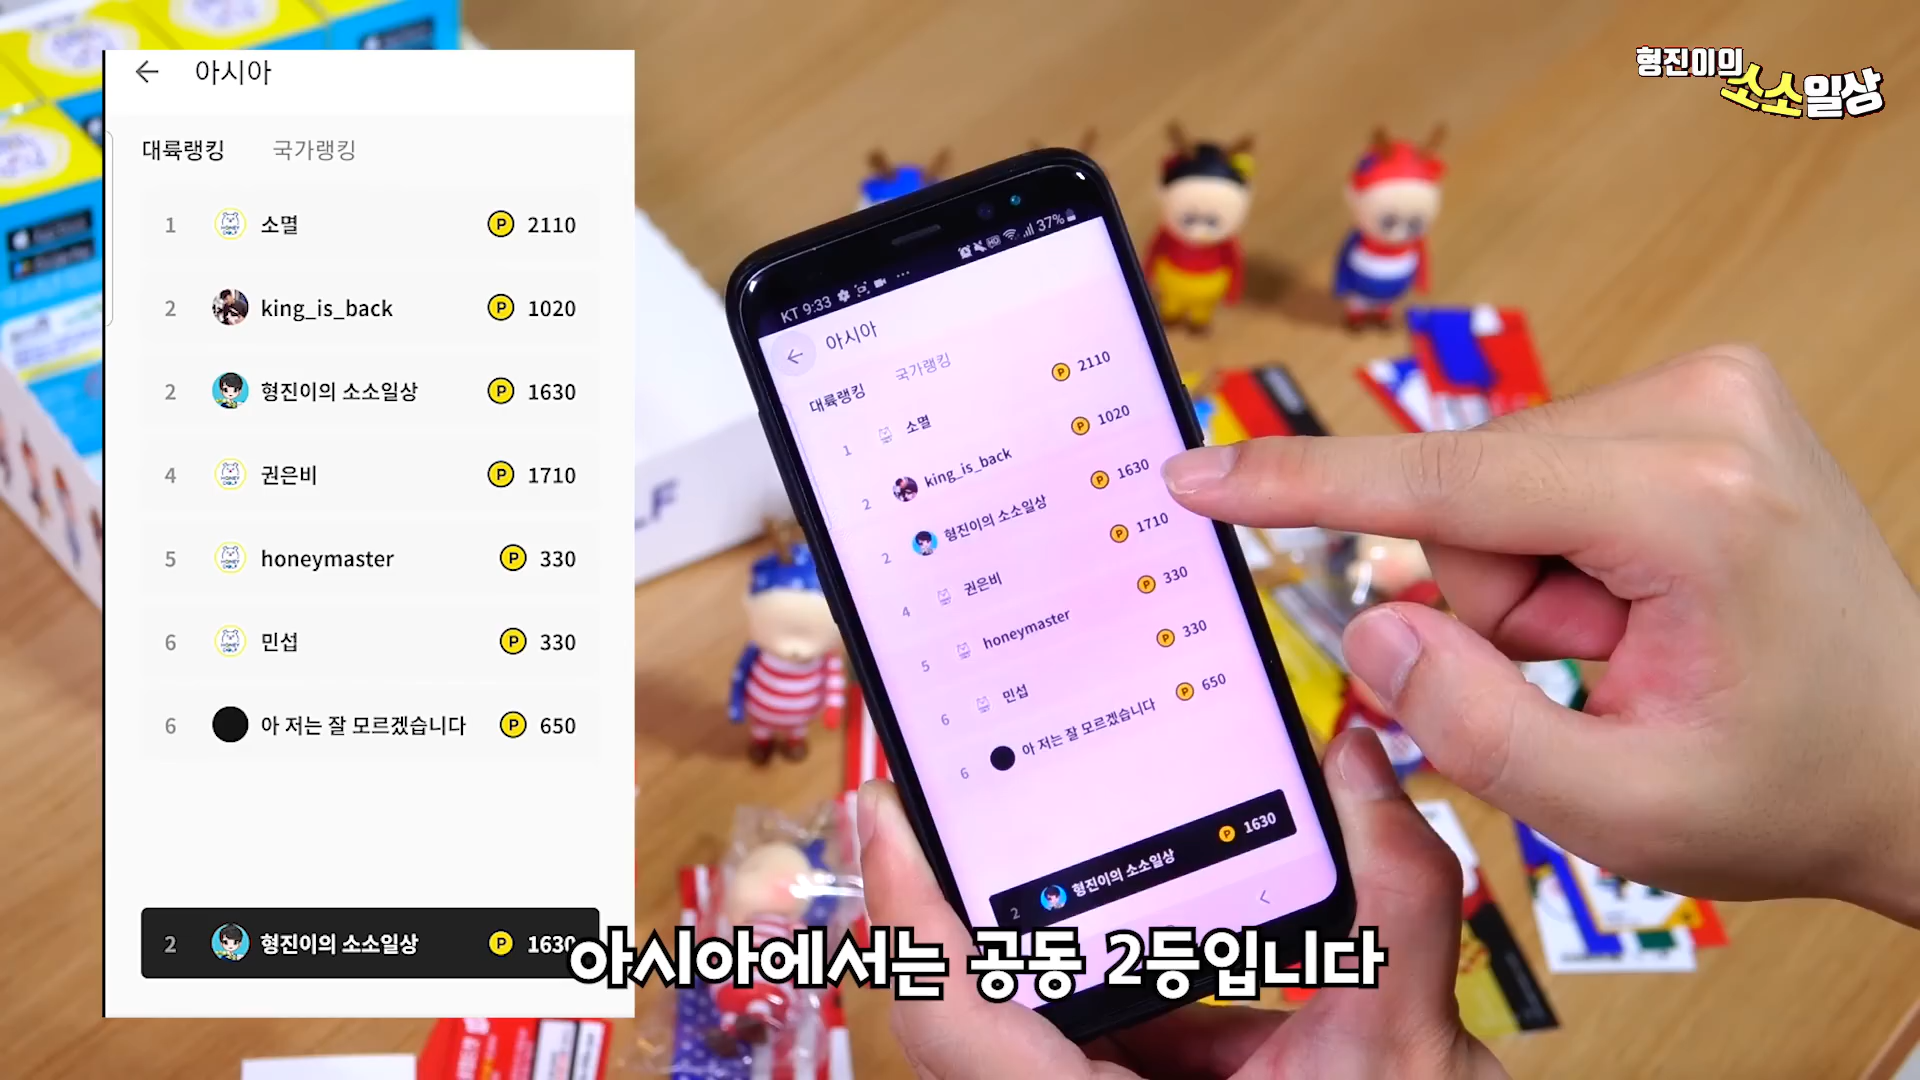 ← 아시아
대륙랭킹 국가랭킹
1 소멸 P 2110
2 king_is_back P 1020
2 형진이의 소소일상 P 1630
4 권은비 P 1710
5 honeymaster P 330
6 민섭 P 330
6 아 저는 잘 모르겠습니다 P 650
2 형진이의 소소일상 P 1630
형진이의
소소일상
KT 9:33 37%
← 아시아
대륙랭킹 국가랭킹
1 소멸 P 2110
2 king_is_back P 1020
2 형진이의 소소일상 P 1630
4 권은비 P 1710
5 honeymaster P 330
6 민섭 P 330
6 아 저는 잘 모르겠습니다 P 650
2 형진이의 소소일상 P 1630
아시아에서는 공동 2등입니다